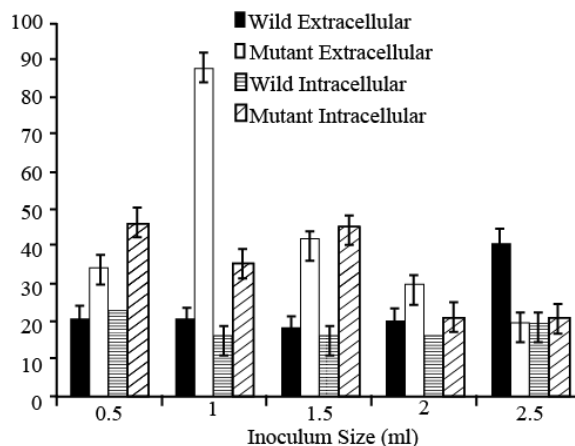 100
90
80
70
60
50
40
30
20
10
0
Wild Extracellular
Mutant Extracellular
Wild Intracellular
Mutant Intracellular
0.5 1 1.5 2 2.5
Inoculum Size (ml)